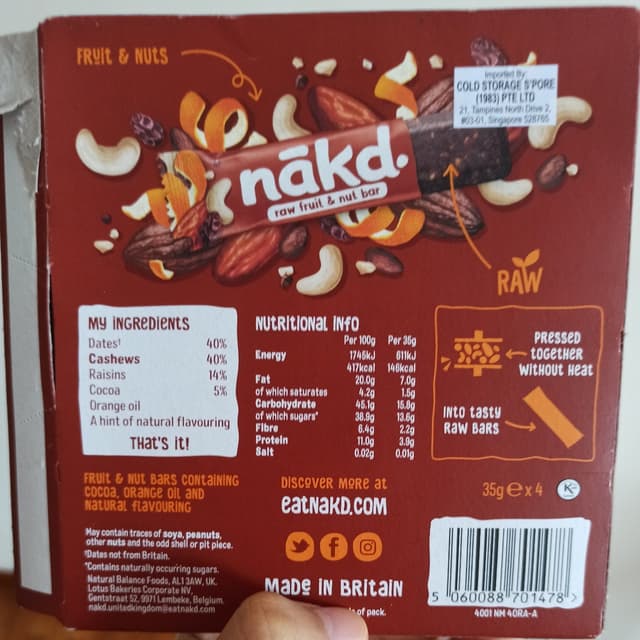 FRUIT & NUTS
Imported By:
COLD STORAGE S'PORE
(1983) PTE LTD
21, Tampines North Drive 2,
#03-01, Singapore 528765
nākd.
raw fruit & nut bar
RAW
MY INGREDIENTS
Dates† 40%
Cashews 40%
Raisins 14%
Cocoa 5%
Orange oil
A hint of natural flavouring
THAT'S IT!
NUTRITIONAL INFO
Per 100g Per 35g
Energy 1745kJ 611kJ
417kcal 146kcal
Fat 20.0g 7.0g
of which saturates 4.2g 1.5g
Carbohydrate 45.1g 15.8g
of which sugars* 38.9g 13.6g
Fibre 6.4g 2.2g
Protein 11.0g 3.9g
Salt 0.02g 0.01g
PRESSED
TOGETHER
WITHOUT HEAT
INTO TASTY
RAW BARS
FRUIT & NUT BARS CONTAINING
COCOA, ORANGE OIL AND
NATURAL FLAVOURING
DISCOVER MORE AT
EATNAKD.COM
35g e x 4
K
May contain traces of soya, peanuts,
other nuts and the odd shell or pit piece.
†Dates not from Britain.
*Contains naturally occurring sugars.
Natural Balance Foods, AL1 3AW, UK.
Lotus Bakeries Corporate NV,
Gentstraat 52, 9971 Lembeke, Belgium.
nakd.unitedkingdom@eatnakd.com
MADE IN BRITAIN
of pack.
5 060088 701478 >
4001 NM 4ORA-A